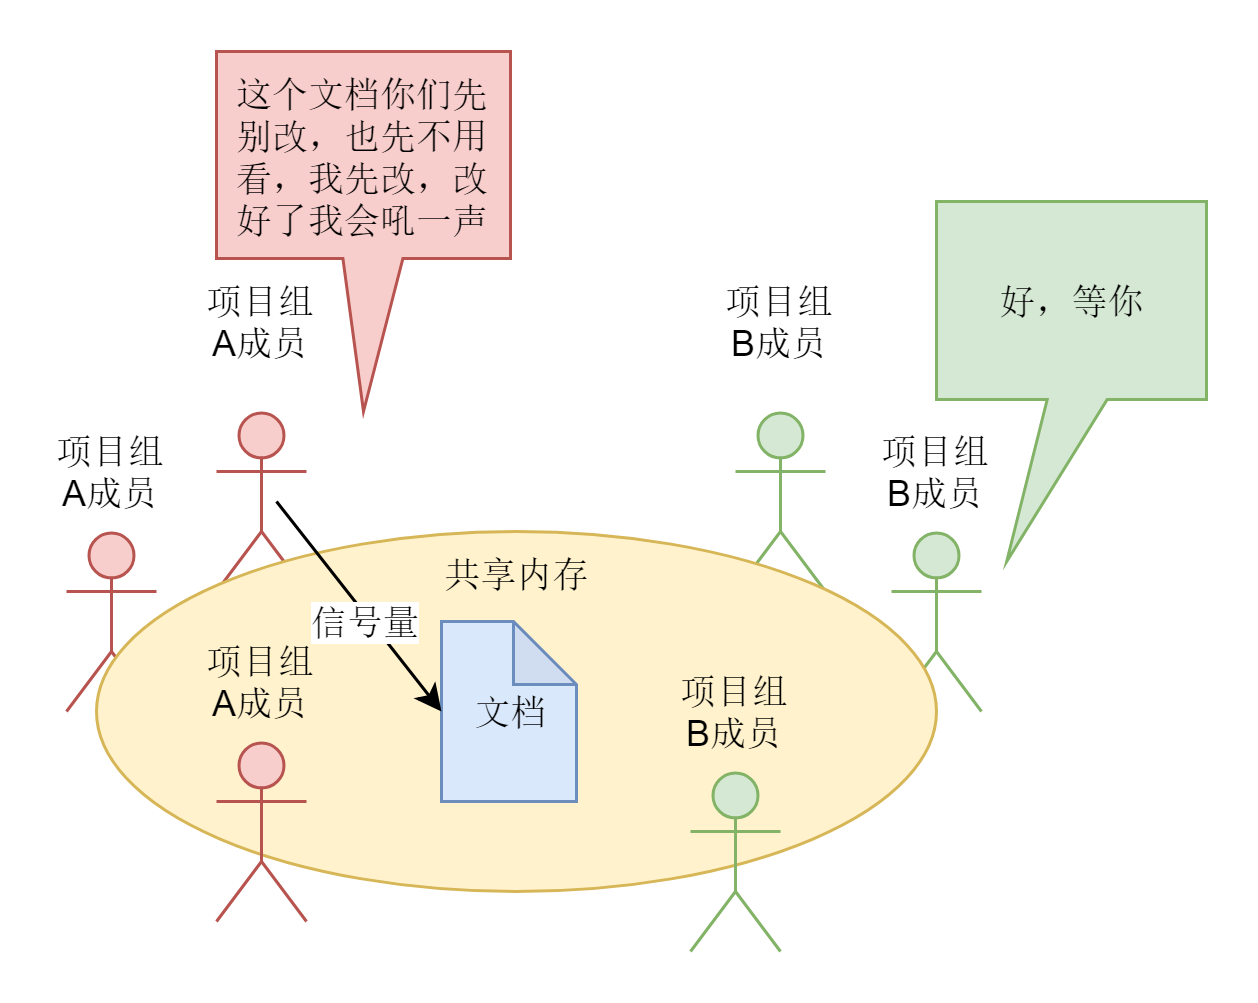 这个文档你们先
别改，也先不用
看，我先改，改
好了我会吼一声
项目组
A成员
项目组
B成员
好，等你
项目组
A成员
项目组
B成员
共享内存
信号量
项目组
A成员
文档
项目组
B成员